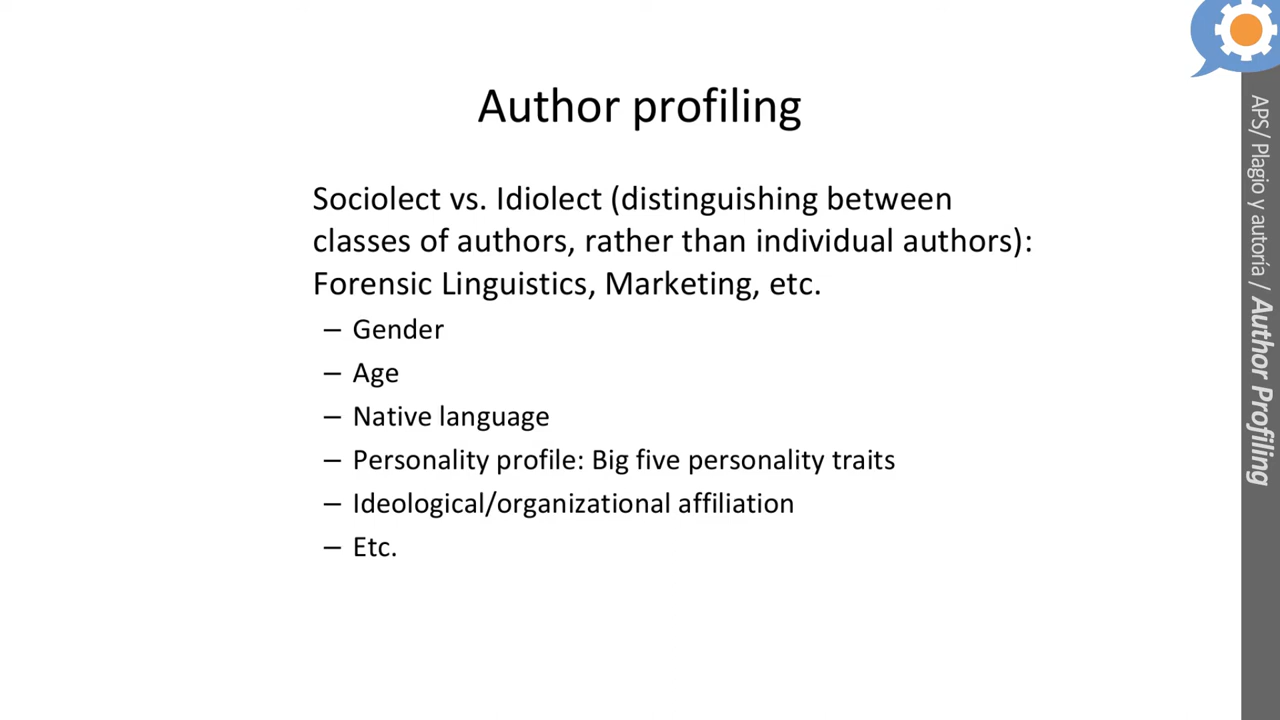 Author profiling
Sociolect vs. Idiolect (distinguishing between
classes of authors, rather than individual authors):
Forensic Linguistics, Marketing, etc.
– Gender
– Age
– Native language
– Personality profile: Big five personality traits
– Ideological/organizational affiliation
– Etc.
APS/ Plagio y autoría / Author Profiling